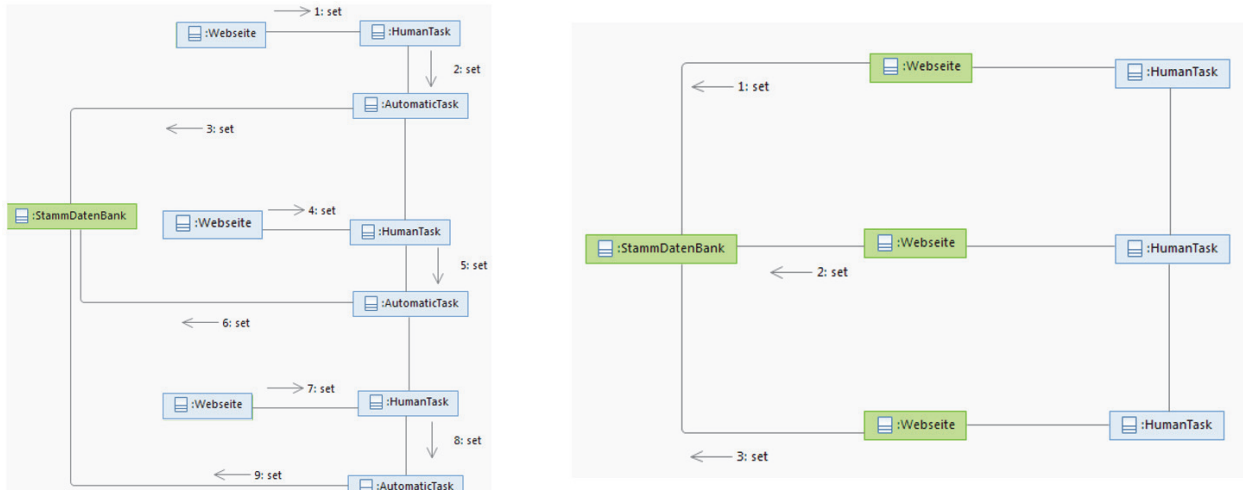 1: set
:Webseite
:HumanTask
2: set
:AutomaticTask
3: set
:StammDatenBank
:Webseite
4: set
:HumanTask
5: set
:AutomaticTask
6: set
7: set
:Webseite
:HumanTask
8: set
9: set
:AutomaticTask
:Webseite
:HumanTask
1: set
:StammDatenBank
:Webseite
:HumanTask
2: set
:Webseite
:HumanTask
3: set